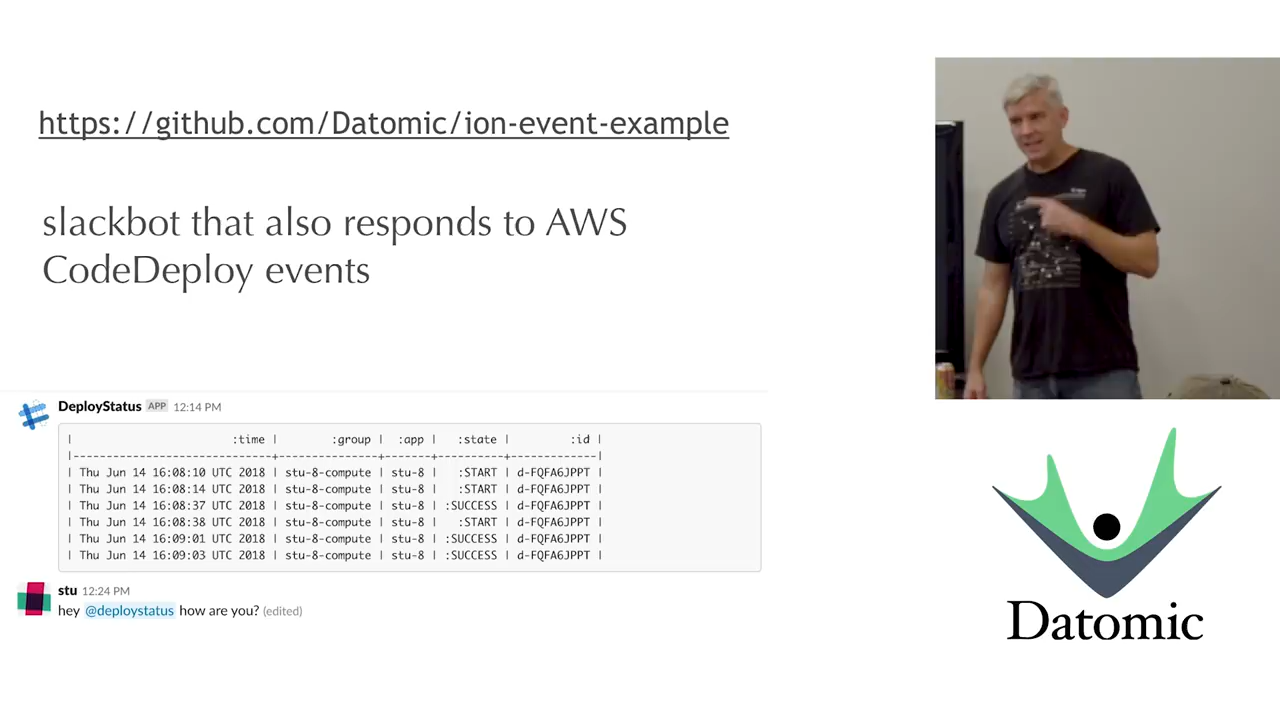 https://github.com/Datomic/ion-event-example
slackbot that also responds to AWS
CodeDeploy events
DeployStatus APP 12:14 PM
| :time | :group | :app | :state | :id |
|-----------------------------+--------------+-------+----------+-------------|
| Thu Jun 14 16:08:10 UTC 2018 | stu-8-compute | stu-8 | :START | d-FQFA6JPPT |
| Thu Jun 14 16:08:14 UTC 2018 | stu-8-compute | stu-8 | :START | d-FQFA6JPPT |
| Thu Jun 14 16:08:37 UTC 2018 | stu-8-compute | stu-8 | :SUCCESS | d-FQFA6JPPT |
| Thu Jun 14 16:08:38 UTC 2018 | stu-8-compute | stu-8 | :START | d-FQFA6JPPT |
| Thu Jun 14 16:09:01 UTC 2018 | stu-8-compute | stu-8 | :SUCCESS | d-FQFA6JPPT |
| Thu Jun 14 16:09:03 UTC 2018 | stu-8-compute | stu-8 | :SUCCESS | d-FQFA6JPPT |
stu 12:24 PM
hey @deploystatus how are you? (edited)
Datomic